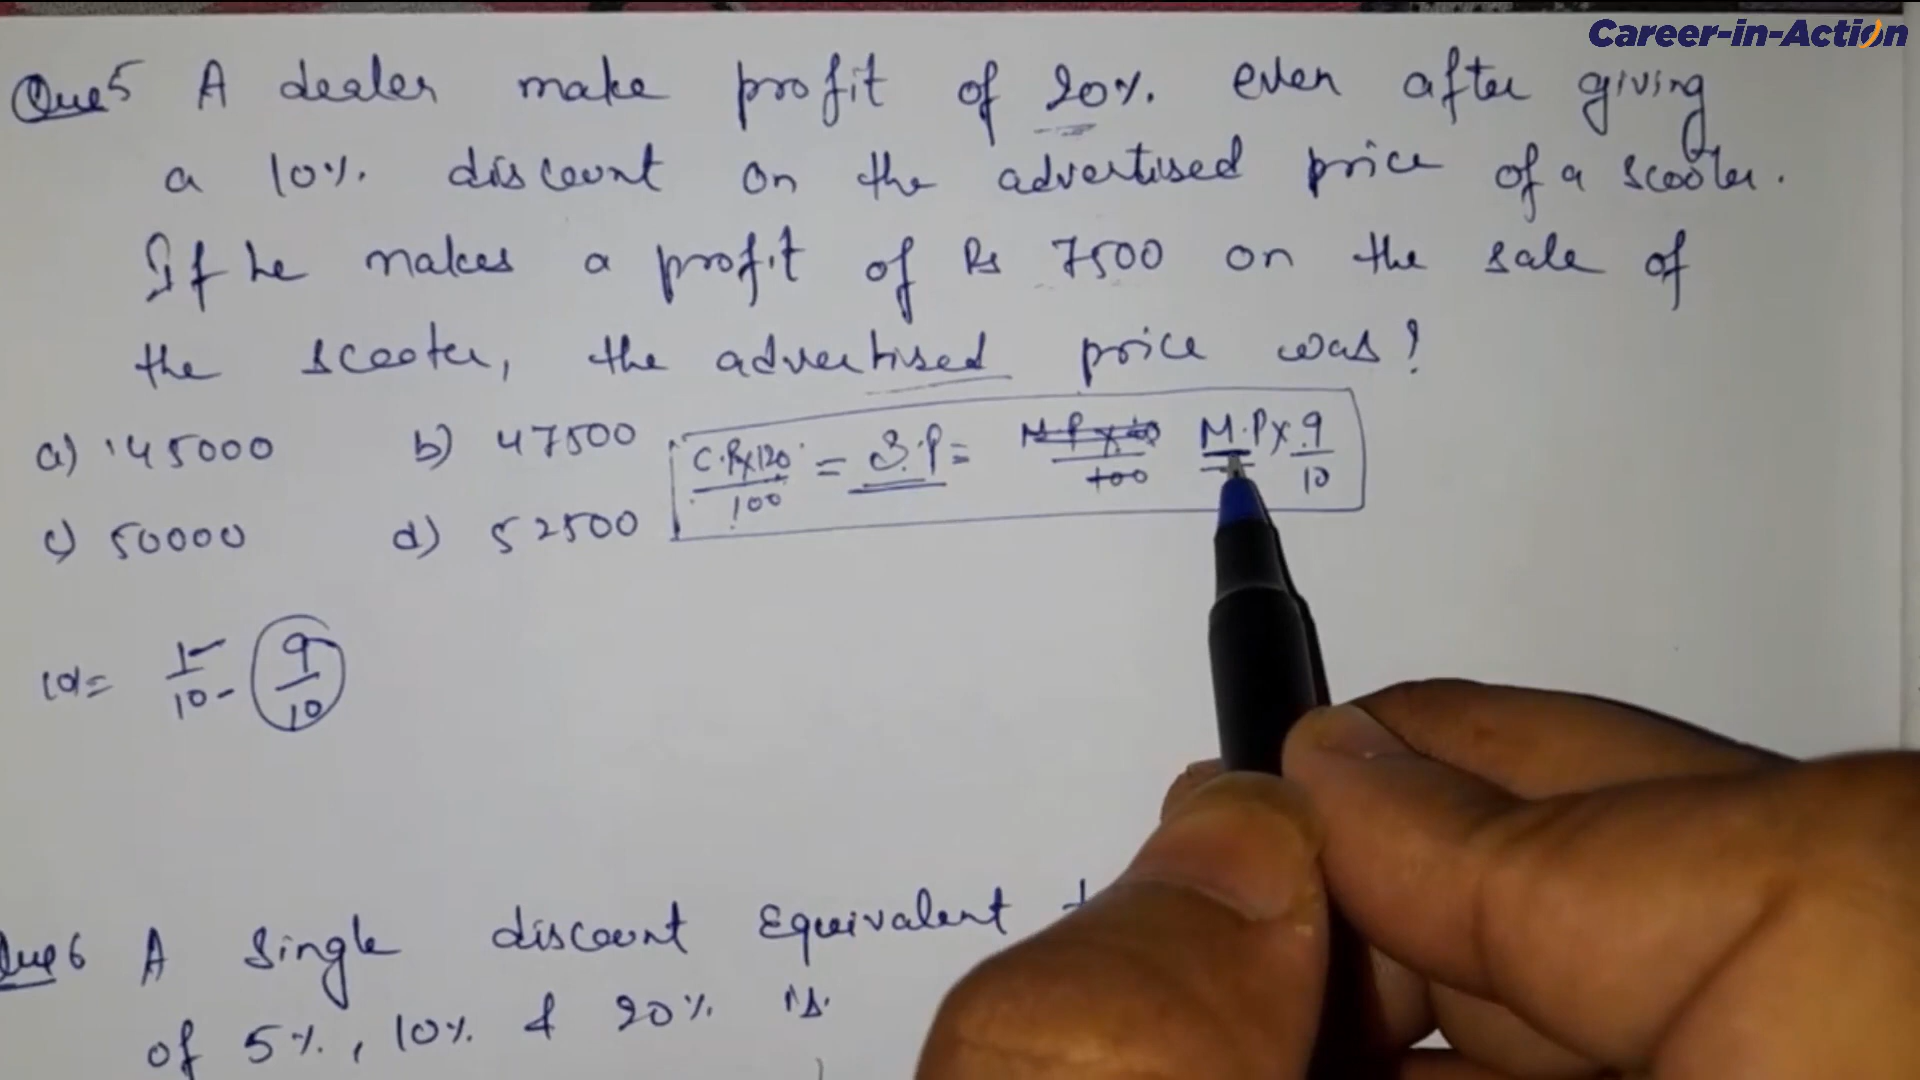 Career-in-Action
Que5 A dealer make profit of 20% even after giving
a 10% discount on the advertised price of a scooter.
If he makes a profit of Rs 7500 on the sale of
the scooter, the advertised price was?
a) 45000 b) 47500
c) 50000 d) 52500
C.P×120/100 = S.P = M.P×90/100 M.P×9/10
10% = 1/10 - 9/10
Que6 A Single discount Equivalent
of 5%, 10% & 20% is